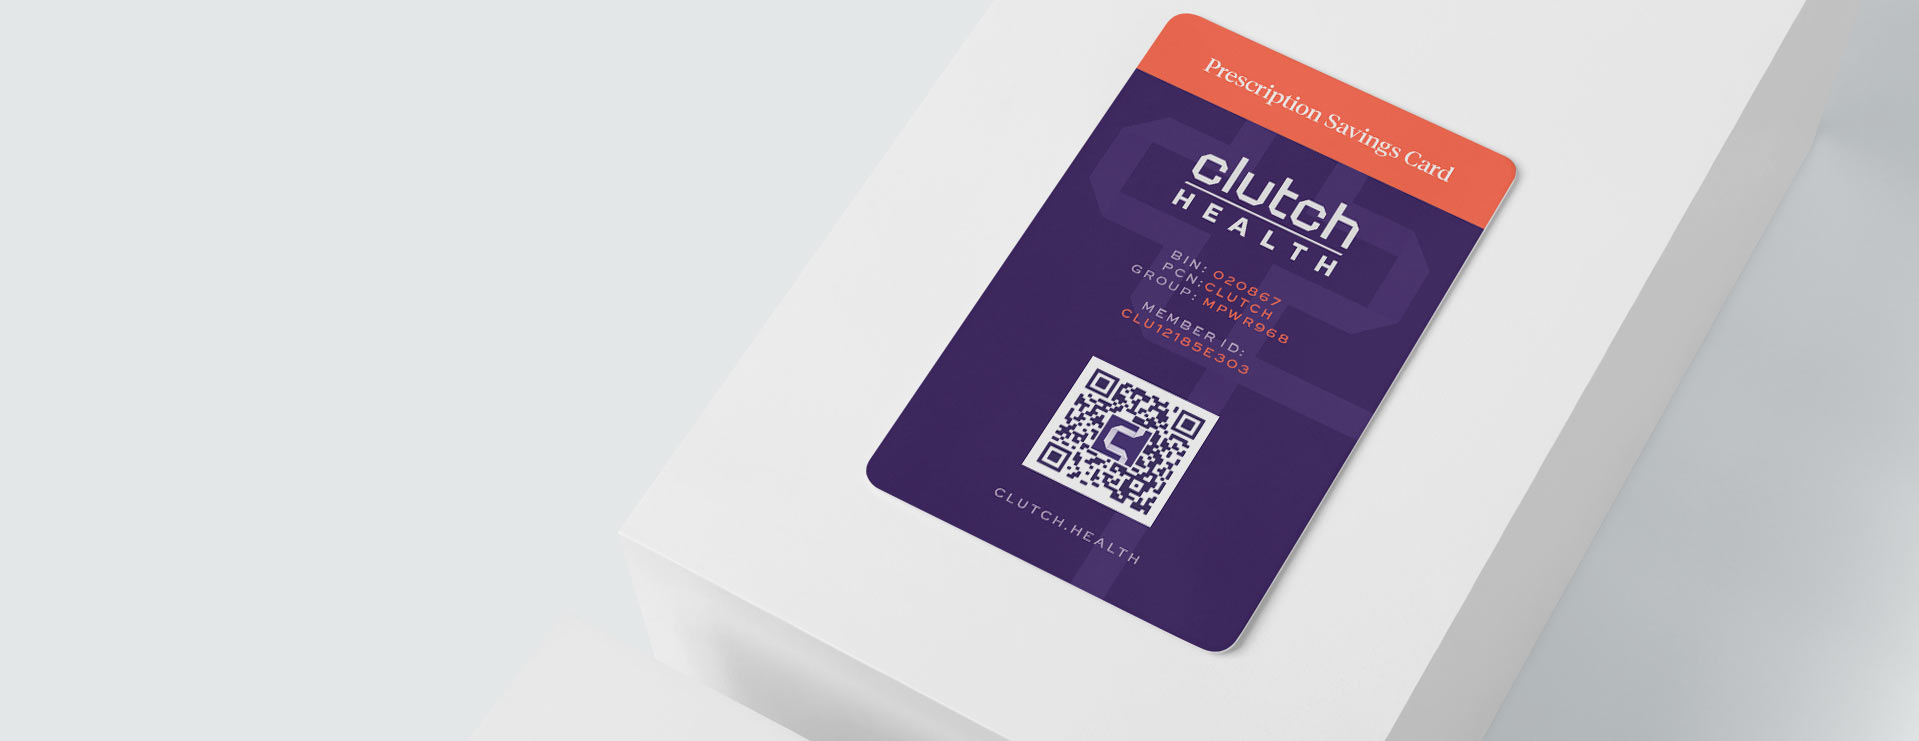 Prescription Savings Card
clutch
HEALTH
BIN: 020867
PCN:CLUTCH
GROUP: MPWR968
MEMBER ID:
CLU12185E303
CLUTCH.HEALTH